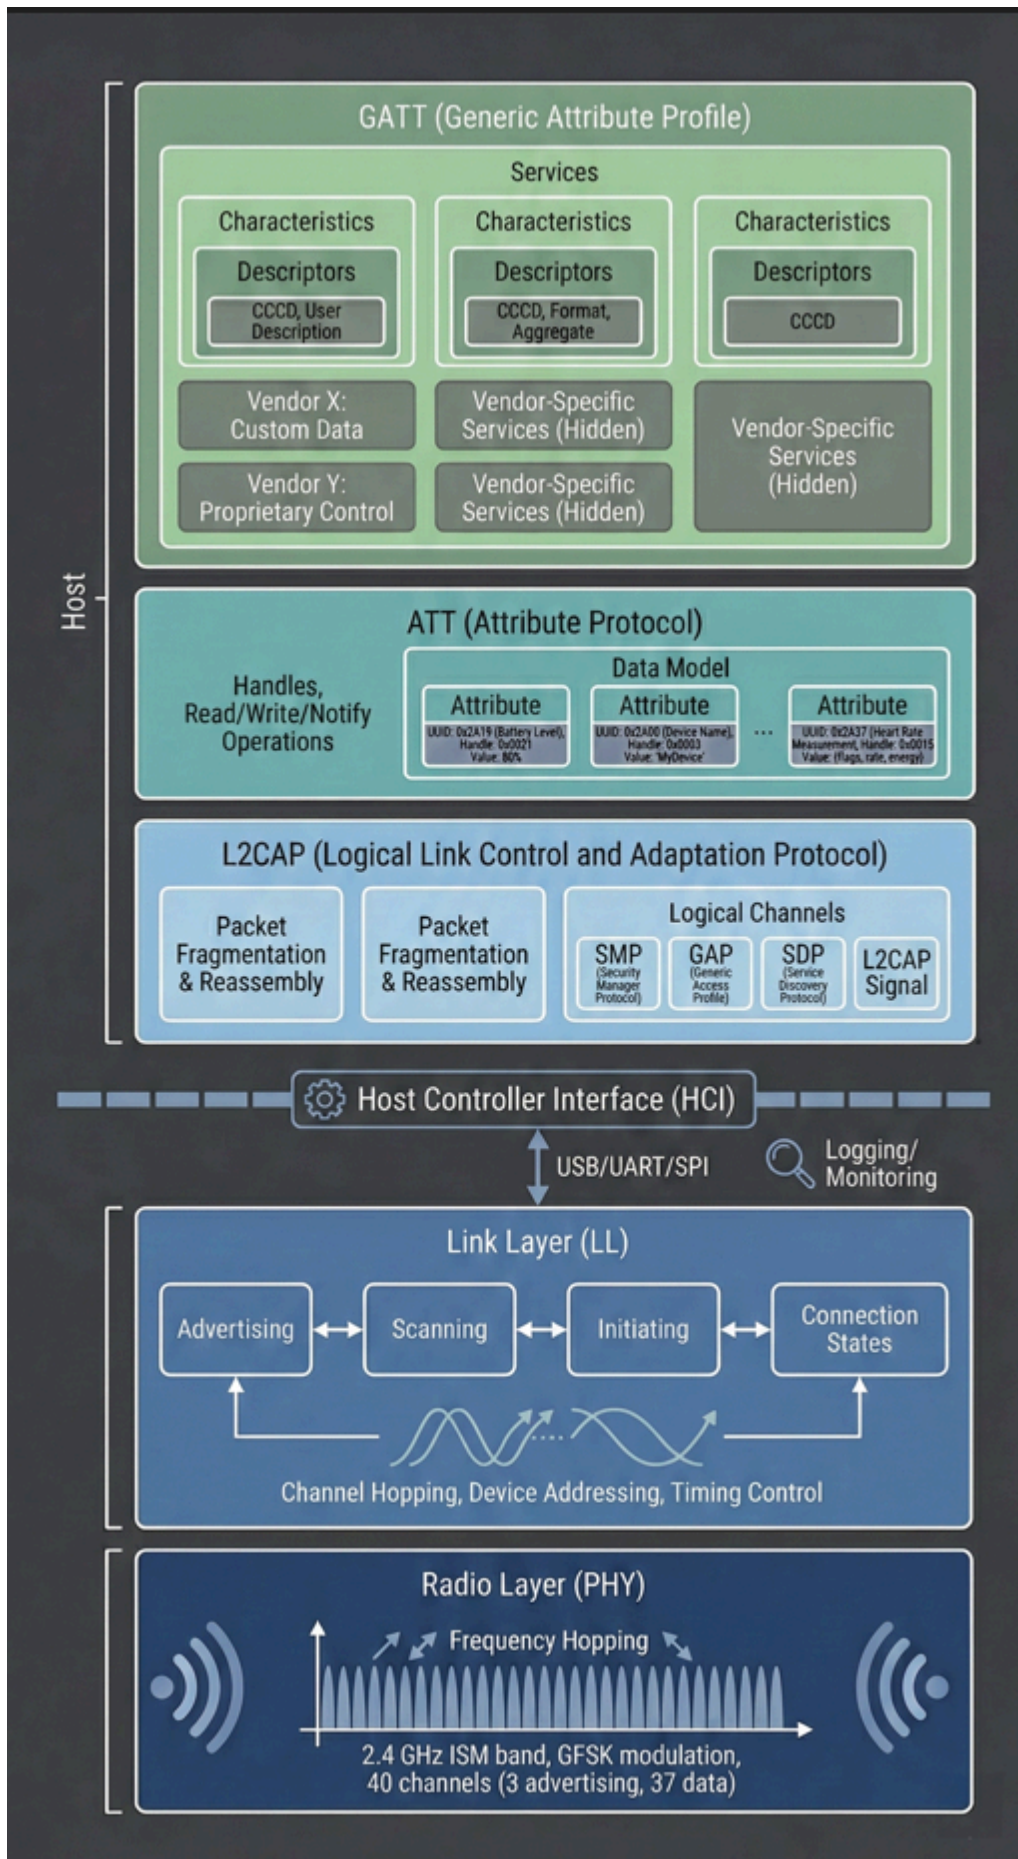 GATT (Generic Attribute Profile)
Services
Characteristics
Descriptors
CCCD, User
Description
Characteristics
Descriptors
CCCD, Format,
Aggregate
Characteristics
Descriptors
CCCD
Vendor X:
Custom Data
Vendor-Specific
Services (Hidden)
Vendor-Specific
Services
(Hidden)
Vendor Y:
Proprietary Control
Vendor-Specific
Services (Hidden)
Host
ATT (Attribute Protocol)
Handles,
Read/Write/Notify
Operations
Data Model
Attribute
UUID: 0x2A19 (Battery Level),
Handle: 0x0021
Value: 80%
Attribute
UUID: 0x2A00 (Device Name),
Handle: 0x0003
Value: 'MyDevice'
...
Attribute
UUID: 0x2A37 (Heart Rate
Measurement, Handle: 0x0015
Value: {flags, rate, energy}
L2CAP (Logical Link Control and Adaptation Protocol)
Packet
Fragmentation
& Reassembly
Packet
Fragmentation
& Reassembly
Logical Channels
SMP
(Security
Manager
Protocol)
GAP
(Generic
Access
Profile)
SDP
(Service
Discovery
Protocol)
L2CAP
Signal
Host Controller Interface (HCI)
USB/UART/SPI
Logging/
Monitoring
Link Layer (LL)
Advertising
Scanning
Initiating
Connection
States
Channel Hopping, Device Addressing, Timing Control
Radio Layer (PHY)
Frequency Hopping
2.4 GHz ISM band, GFSK modulation,
40 channels (3 advertising, 37 data)